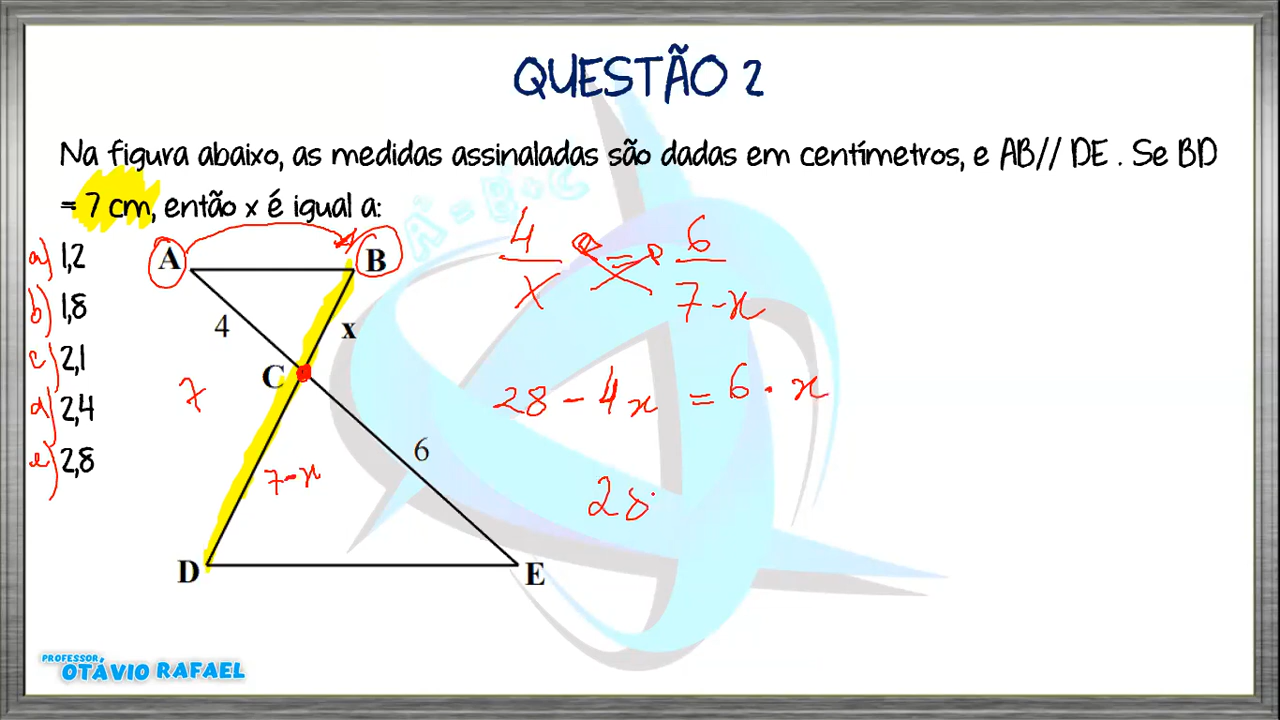 QUESTÃO 2
Na figura abaixo, as medidas assinaladas são dadas em centímetros, e AB// DE . Se BD
= 7 cm, então x é igual a:
a) 1,2
b) 1,8
c) 2,1
d) 2,4
e) 2,8
A
B
4
x
C
7
6
7-x
D
E
4/x = 6/7-x
28 - 4x = 6 · x
28
A² = B² + C
PROFESSOR
OTÁVIO RAFAEL